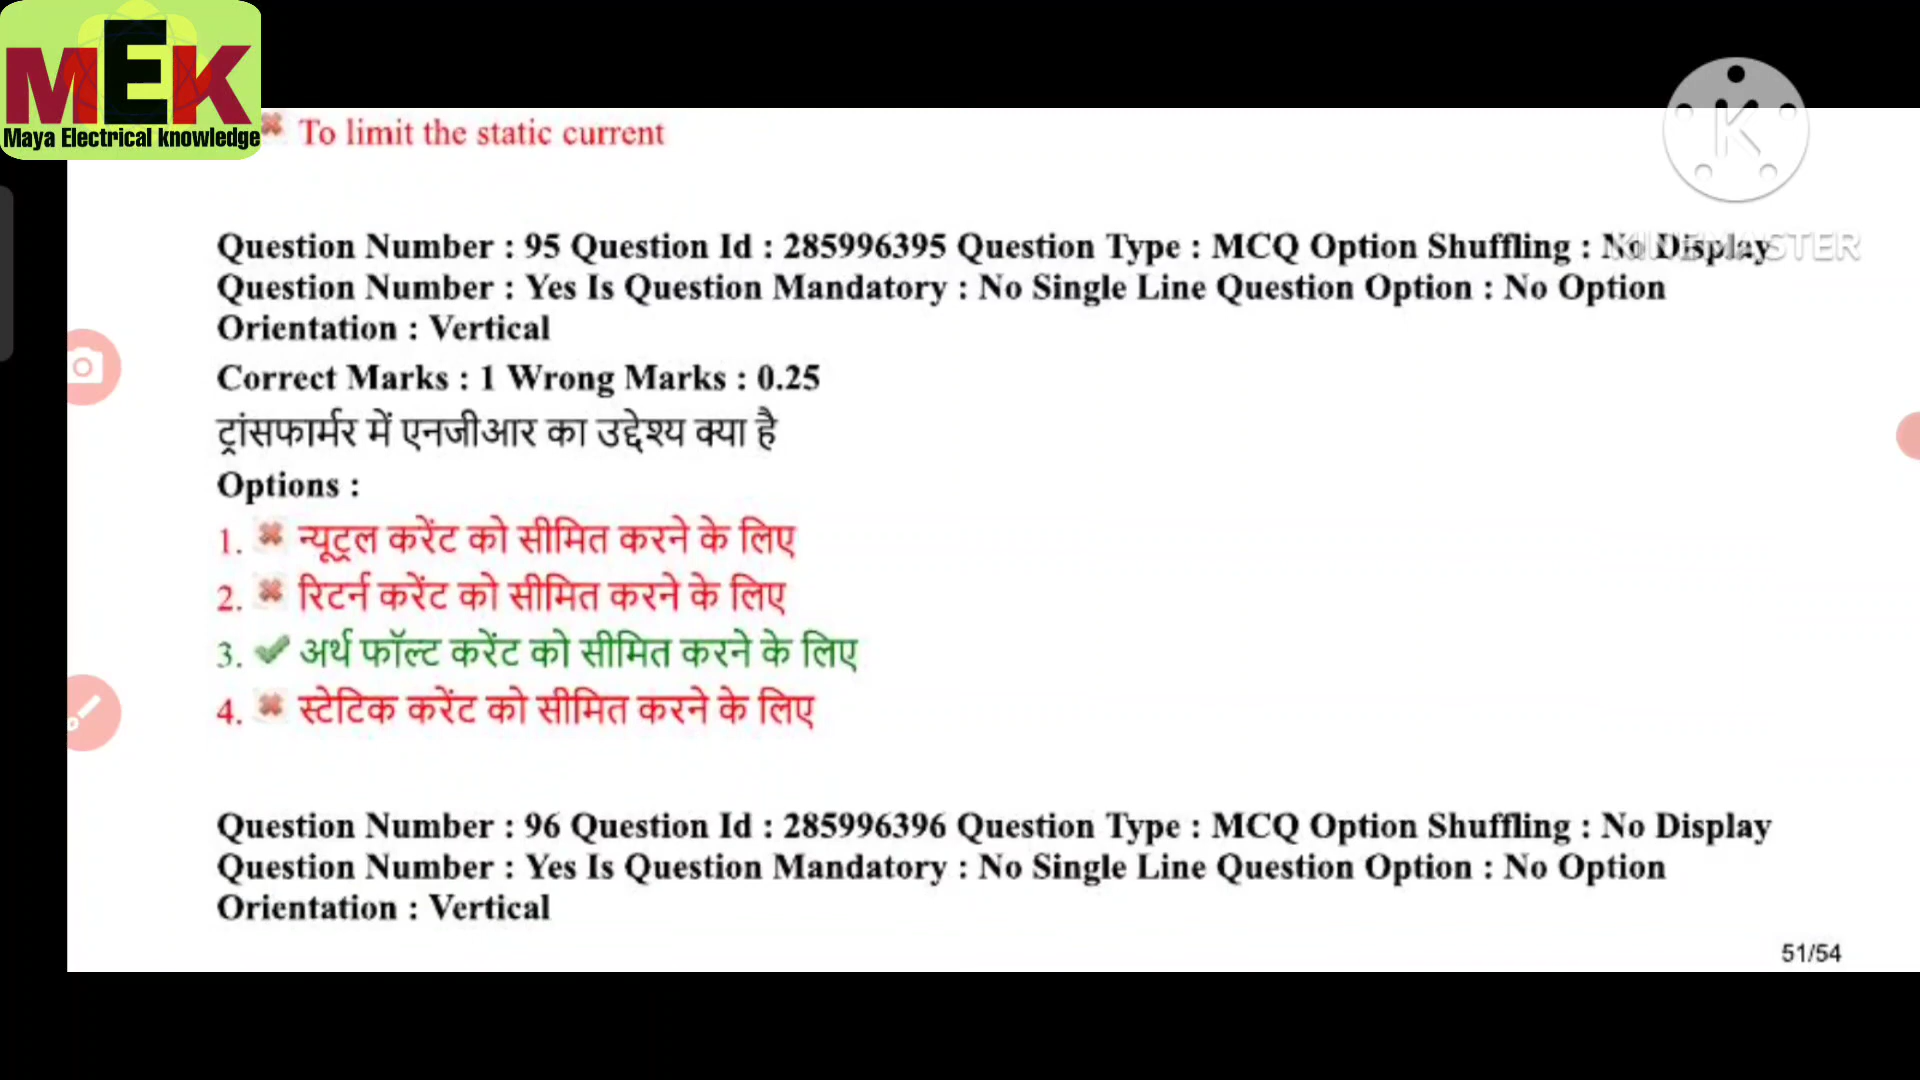 MEK
Maya Electrical knowledge
To limit the static current
K
KINEMASTER
Question Number : 95 Question Id : 285996395 Question Type : MCQ Option Shuffling : No Display
Question Number : Yes Is Question Mandatory : No Single Line Question Option : No Option
Orientation : Vertical
Correct Marks : 1 Wrong Marks : 0.25
ट्रांसफार्मर में एनजीआर का उद्देश्य क्या है
Options :
1. न्यूट्रल करेंट को सीमित करने के लिए
2. रिटर्न करेंट को सीमित करने के लिए
3. अर्थ फॉल्ट करेंट को सीमित करने के लिए
4. स्टेटिक करेंट को सीमित करने के लिए
Question Number : 96 Question Id : 285996396 Question Type : MCQ Option Shuffling : No Display
Question Number : Yes Is Question Mandatory : No Single Line Question Option : No Option
Orientation : Vertical
51/54